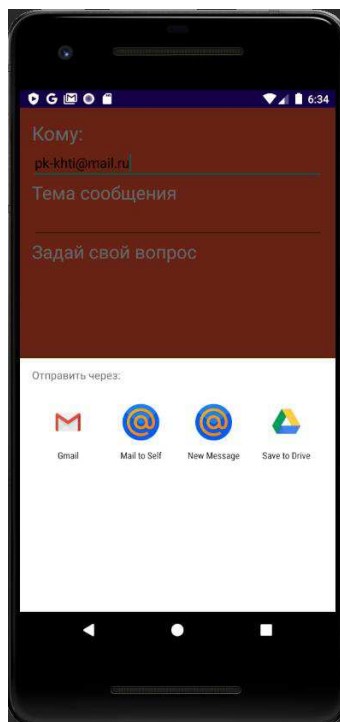 6:34
Кому:
pk-khti@mail.ru
Тема сообщения
Задай свой вопрос
Отправить через:
Gmail
Mail to Self
New Message
Save to Drive